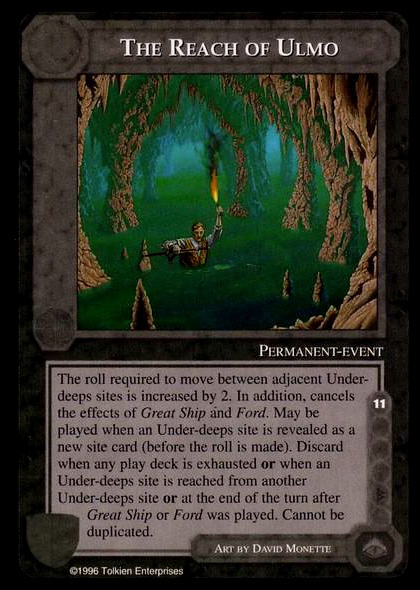 THE REACH OF ULMO
PERMANENT-EVENT
The roll required to move between adjacent Under-
deeps sites is increased by 2. In addition, cancels
the effects of Great Ship and Ford. May be
played when an Under-deeps site is revealed as a
new site card (before the roll is made). Discard
when any play deck is exhausted or when an
Under-deeps site is reached from another
Under-deeps site or at the end of the turn after
Great Ship or Ford was played. Cannot be
duplicated.
11
ART BY DAVID MONETTE
©1996 Tolkien Enterprises